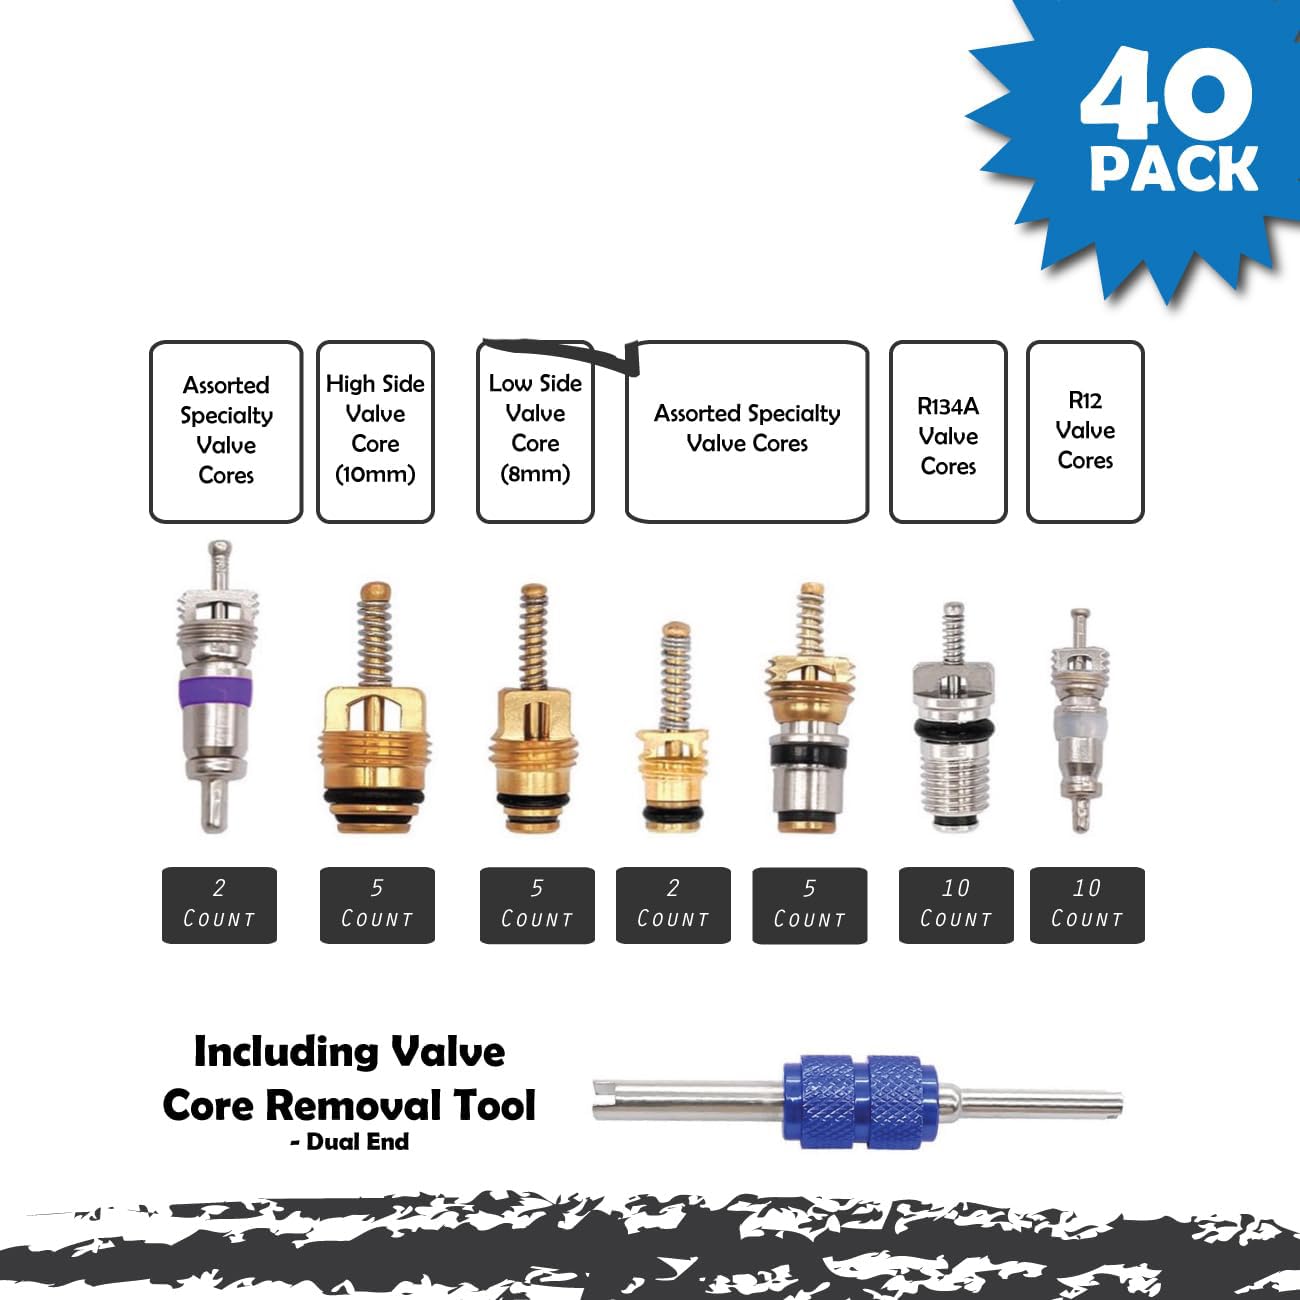 40
PACK
Assorted
Specialty
Valve
Cores
High Side
Valve
Core
(10mm)
Low Side
Valve
Core
(8mm)
Assorted Specialty
Valve Cores
R134A
Valve
Cores
R12
Valve
Cores
2
COUNT
5
COUNT
5
COUNT
2
COUNT
5
COUNT
10
COUNT
10
COUNT
Including Valve
Core Removal Tool
- Dual End